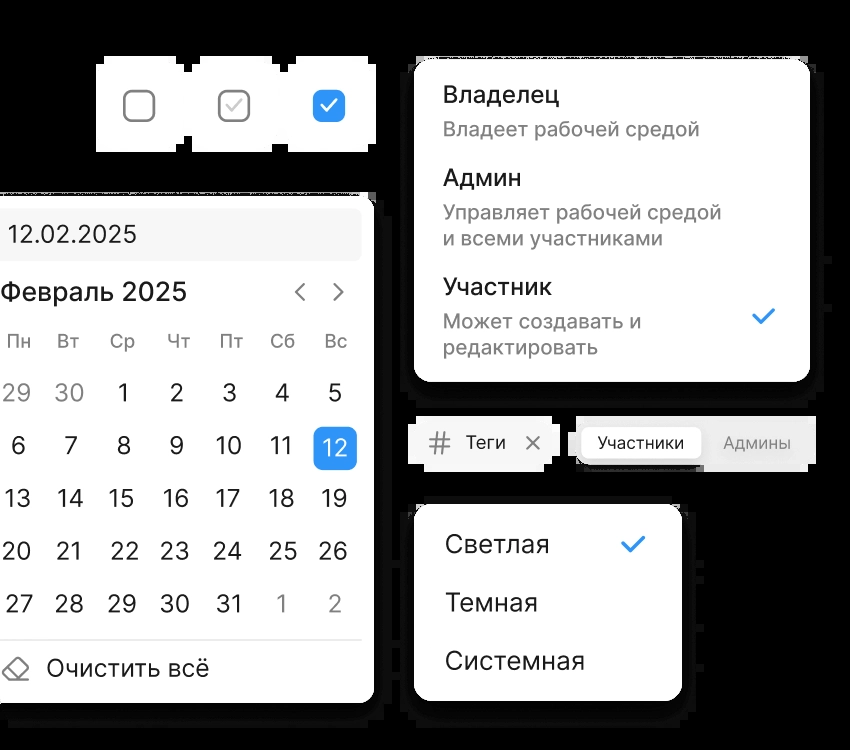 12.02.2025
Февраль 2025
Пн Вт Ср Чт Пт Сб Вс
29 30 1 2 3 4 5
6 7 8 9 10 11 12
13 14 15 16 17 18 19
20 21 22 23 24 25 26
27 28 29 30 31 1 2
Очистить всё
Владелец
Владеет рабочей средой
Админ
Управляет рабочей средой
и всеми участниками
Участник
Может создавать и
редактировать
# Теги
Участники Админы
Светлая
Темная
Системная